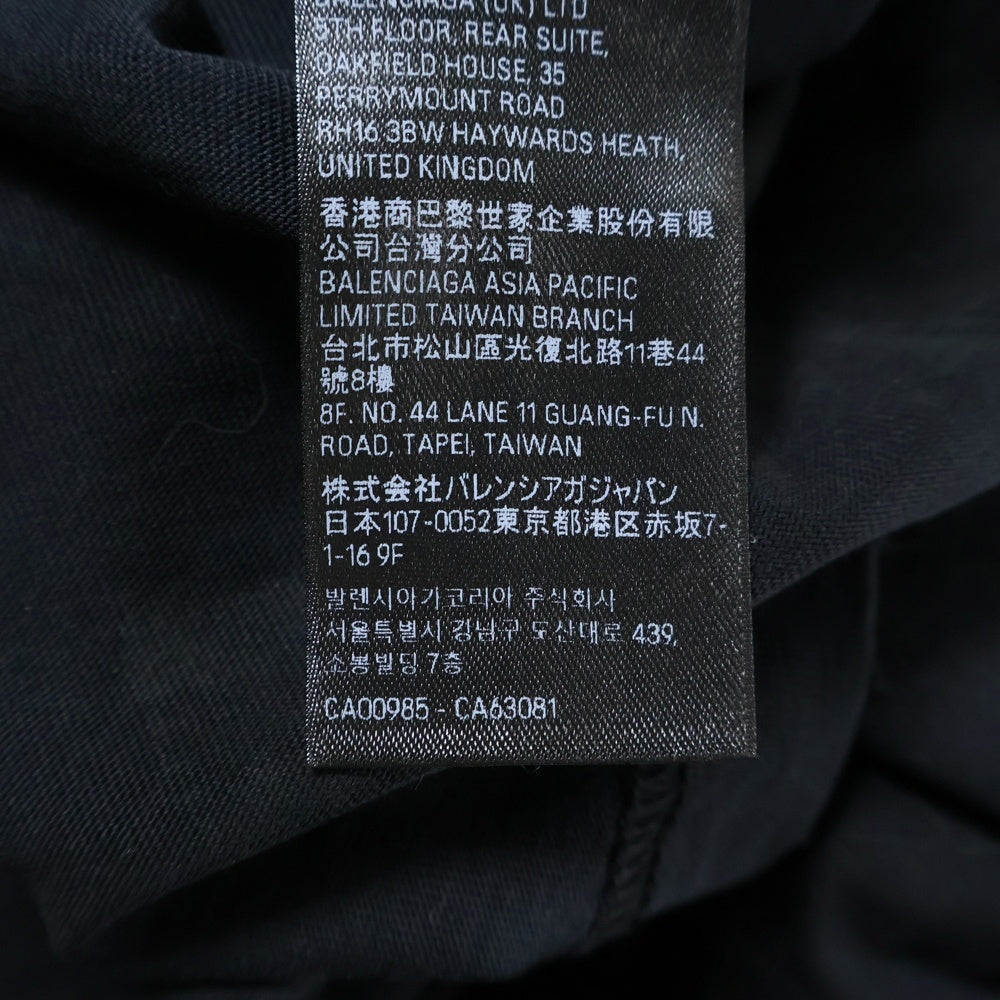 BALENCIAGA (UK) LTD
5TH FLOOR, REAR SUITE,
OAKFIELD HOUSE, 35
PERRYMOUNT ROAD
RH16 3BW HAYWARDS HEATH,
UNITED KINGDOM
香港商巴黎世家企業股份有限
公司台灣分公司
BALENCIAGA ASIA PACIFIC
LIMITED TAIWAN BRANCH
台北市松山區光復北路11巷44
號8樓
8F. NO. 44 LANE 11 GUANG-FU N.
ROAD, TAPEI, TAIWAN
株式会社バレンシアガジャパン
日本107-0052東京都港区赤坂7-
1-16 9F
발렌시아가코리아 주식회사
서울특별시 강남구 도산대로 439,
소봉빌딩 7층
CA00985 - CA63081